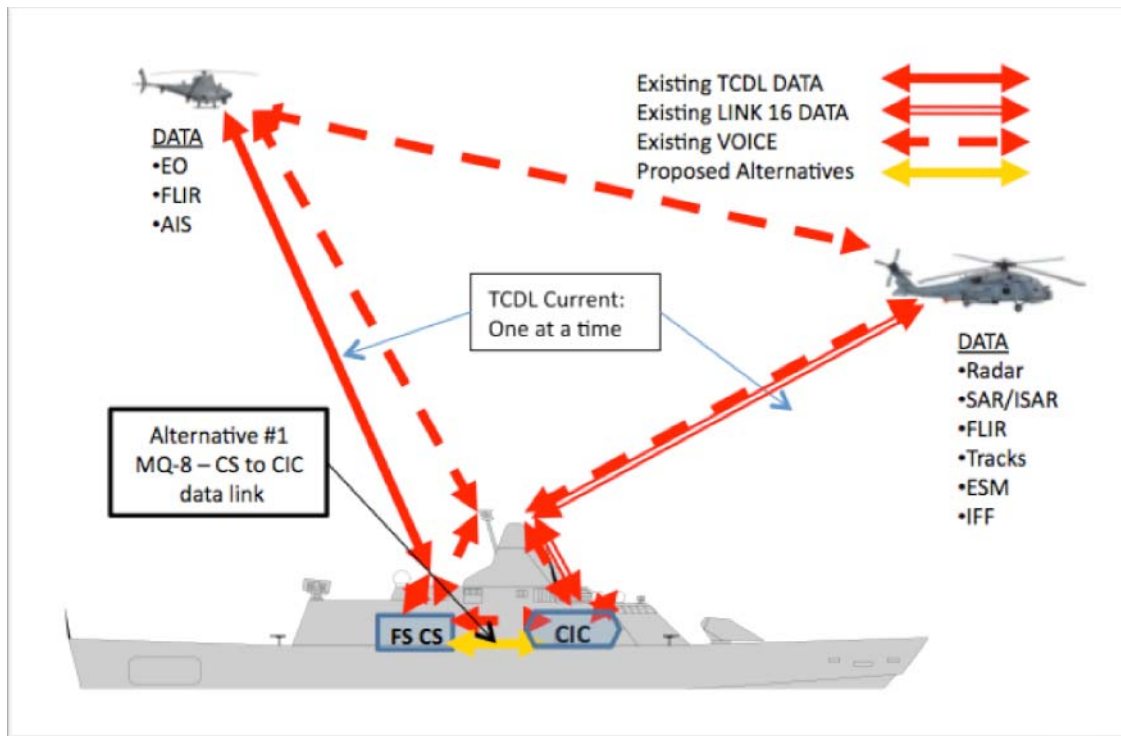 Existing TCDL DATA
Existing LINK 16 DATA
Existing VOICE
Proposed Alternatives
DATA
•EO
•FLIR
•AIS
TCDL Current:
One at a time
DATA
•Radar
•SAR/ISAR
•FLIR
•Tracks
•ESM
•IFF
Alternative #1
MQ-8 – CS to CIC
data link
FS CS
CIC